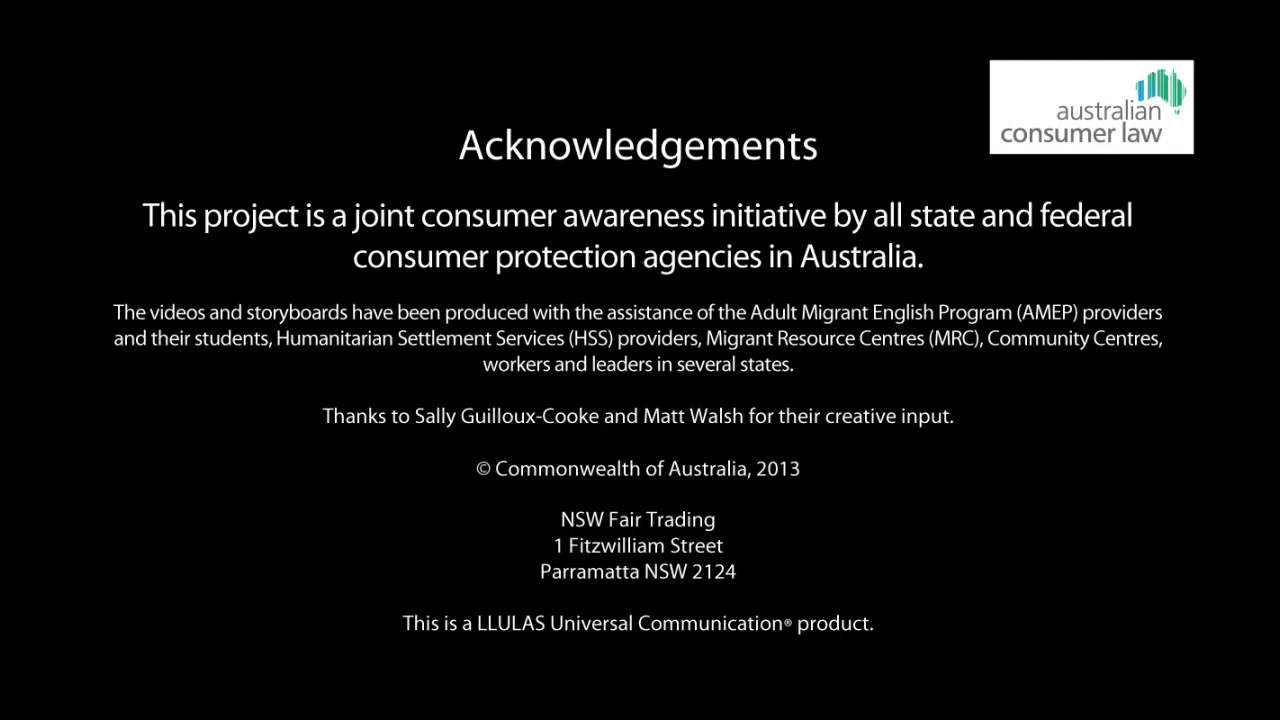 australian
consumer law
Acknowledgements
This project is a joint consumer awareness initiative by all state and federal
consumer protection agencies in Australia.
The videos and storyboards have been produced with the assistance of the Adult Migrant English Program (AMEP) providers
and their students, Humanitarian Settlement Services (HSS) providers, Migrant Resource Centres (MRC), Community Centres,
workers and leaders in several states.
Thanks to Sally Guilloux-Cooke and Matt Walsh for their creative input.
© Commonwealth of Australia, 2013
NSW Fair Trading
1 Fitzwilliam Street
Parramatta NSW 2124
This is a LLULAS Universal Communication® product.